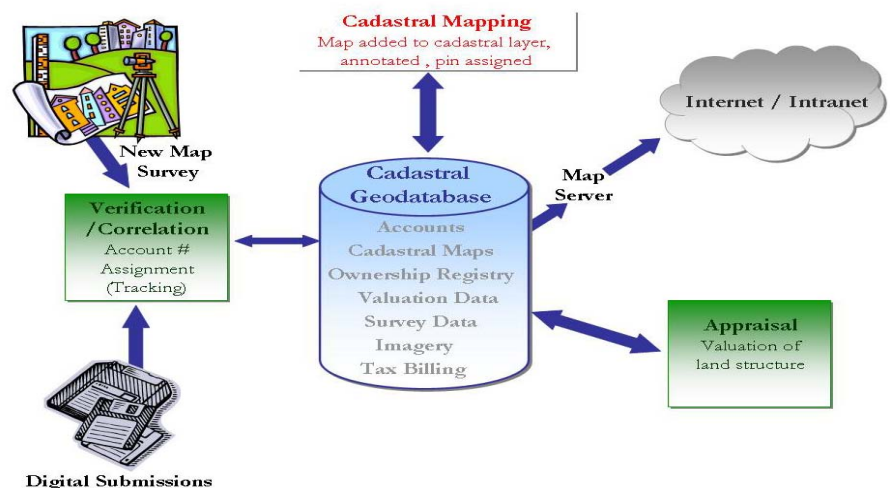 Cadastral Mapping
Map added to cadastral layer,
annotated , pin assigned
Internet / Intranet
New Map
Survey
Map
Server
Cadastral
Geodatabase
Accounts
Cadastral Maps
Ownership Registry
Valuation Data
Survey Data
Imagery
Tax Billing
Verification
/Correlation
Account #
Assignment
(Tracking)
Appraisal
Valuation of
land structure
Digital Submissions